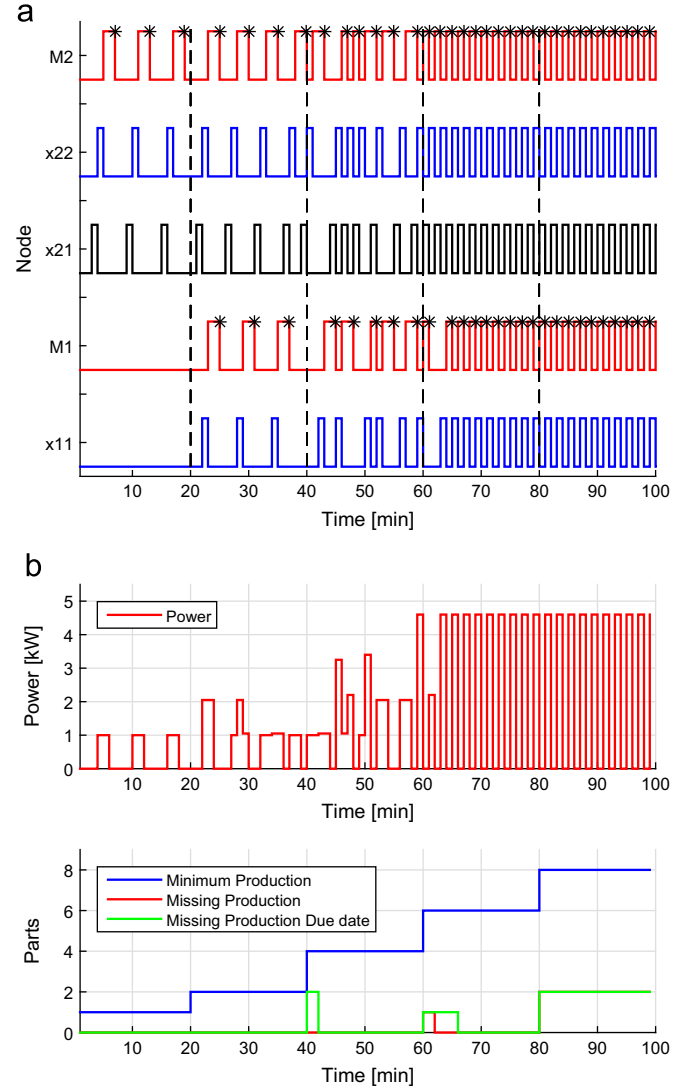 a
M2
x22
x21
M1
x11
Node
10 20 30 40 50 60 70 80 90 100
Time [min]
b
5
4
3
2
1
0
Power [kW]
Power
10 20 30 40 50 60 70 80 90 100
Time [min]
8
6
4
2
0
Parts
Minimum Production
Missing Production
Missing Production Due date
10 20 30 40 50 60 70 80 90 100
Time [min]